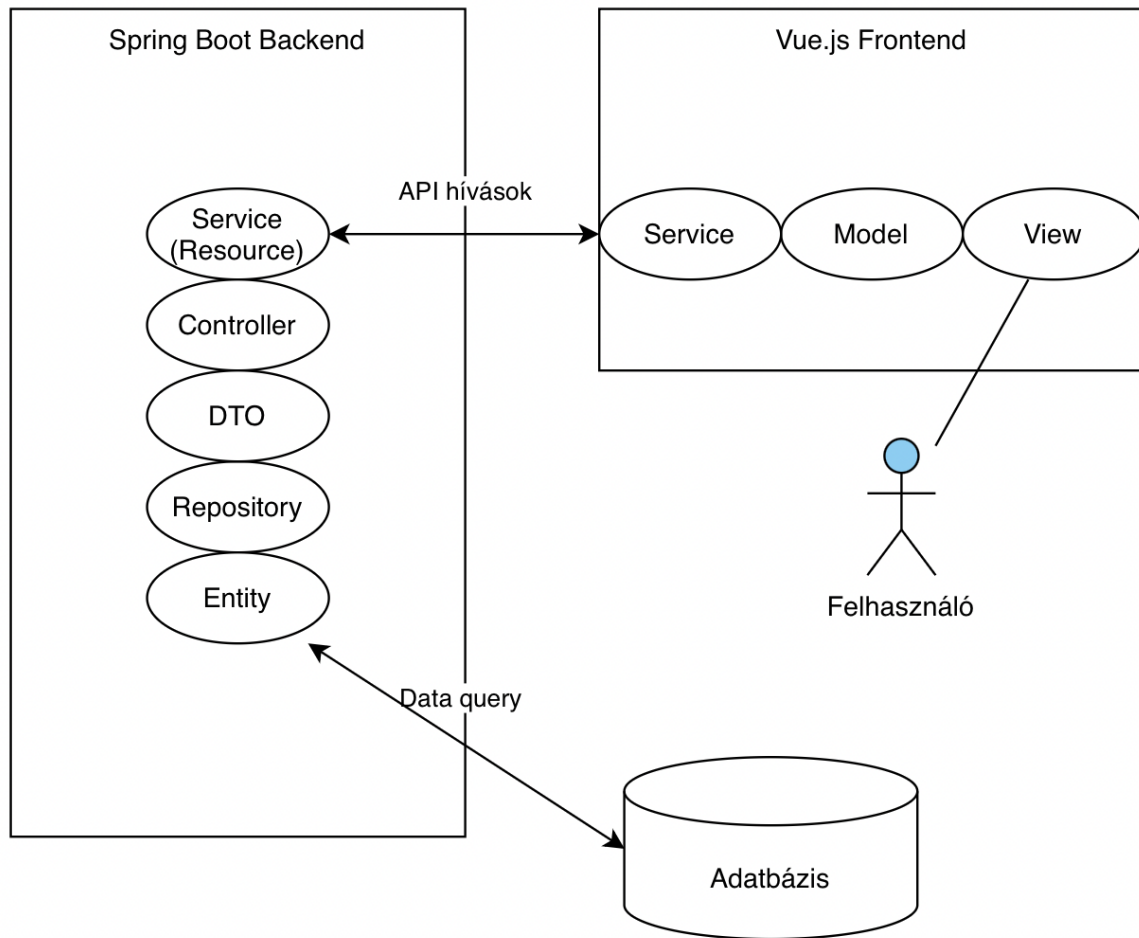 Spring Boot Backend
Vue.js Frontend
API hívások
Service
(Resource)
Service
Model
View
Controller
DTO
Repository
Entity
Felhasználó
Data query
Adatbázis